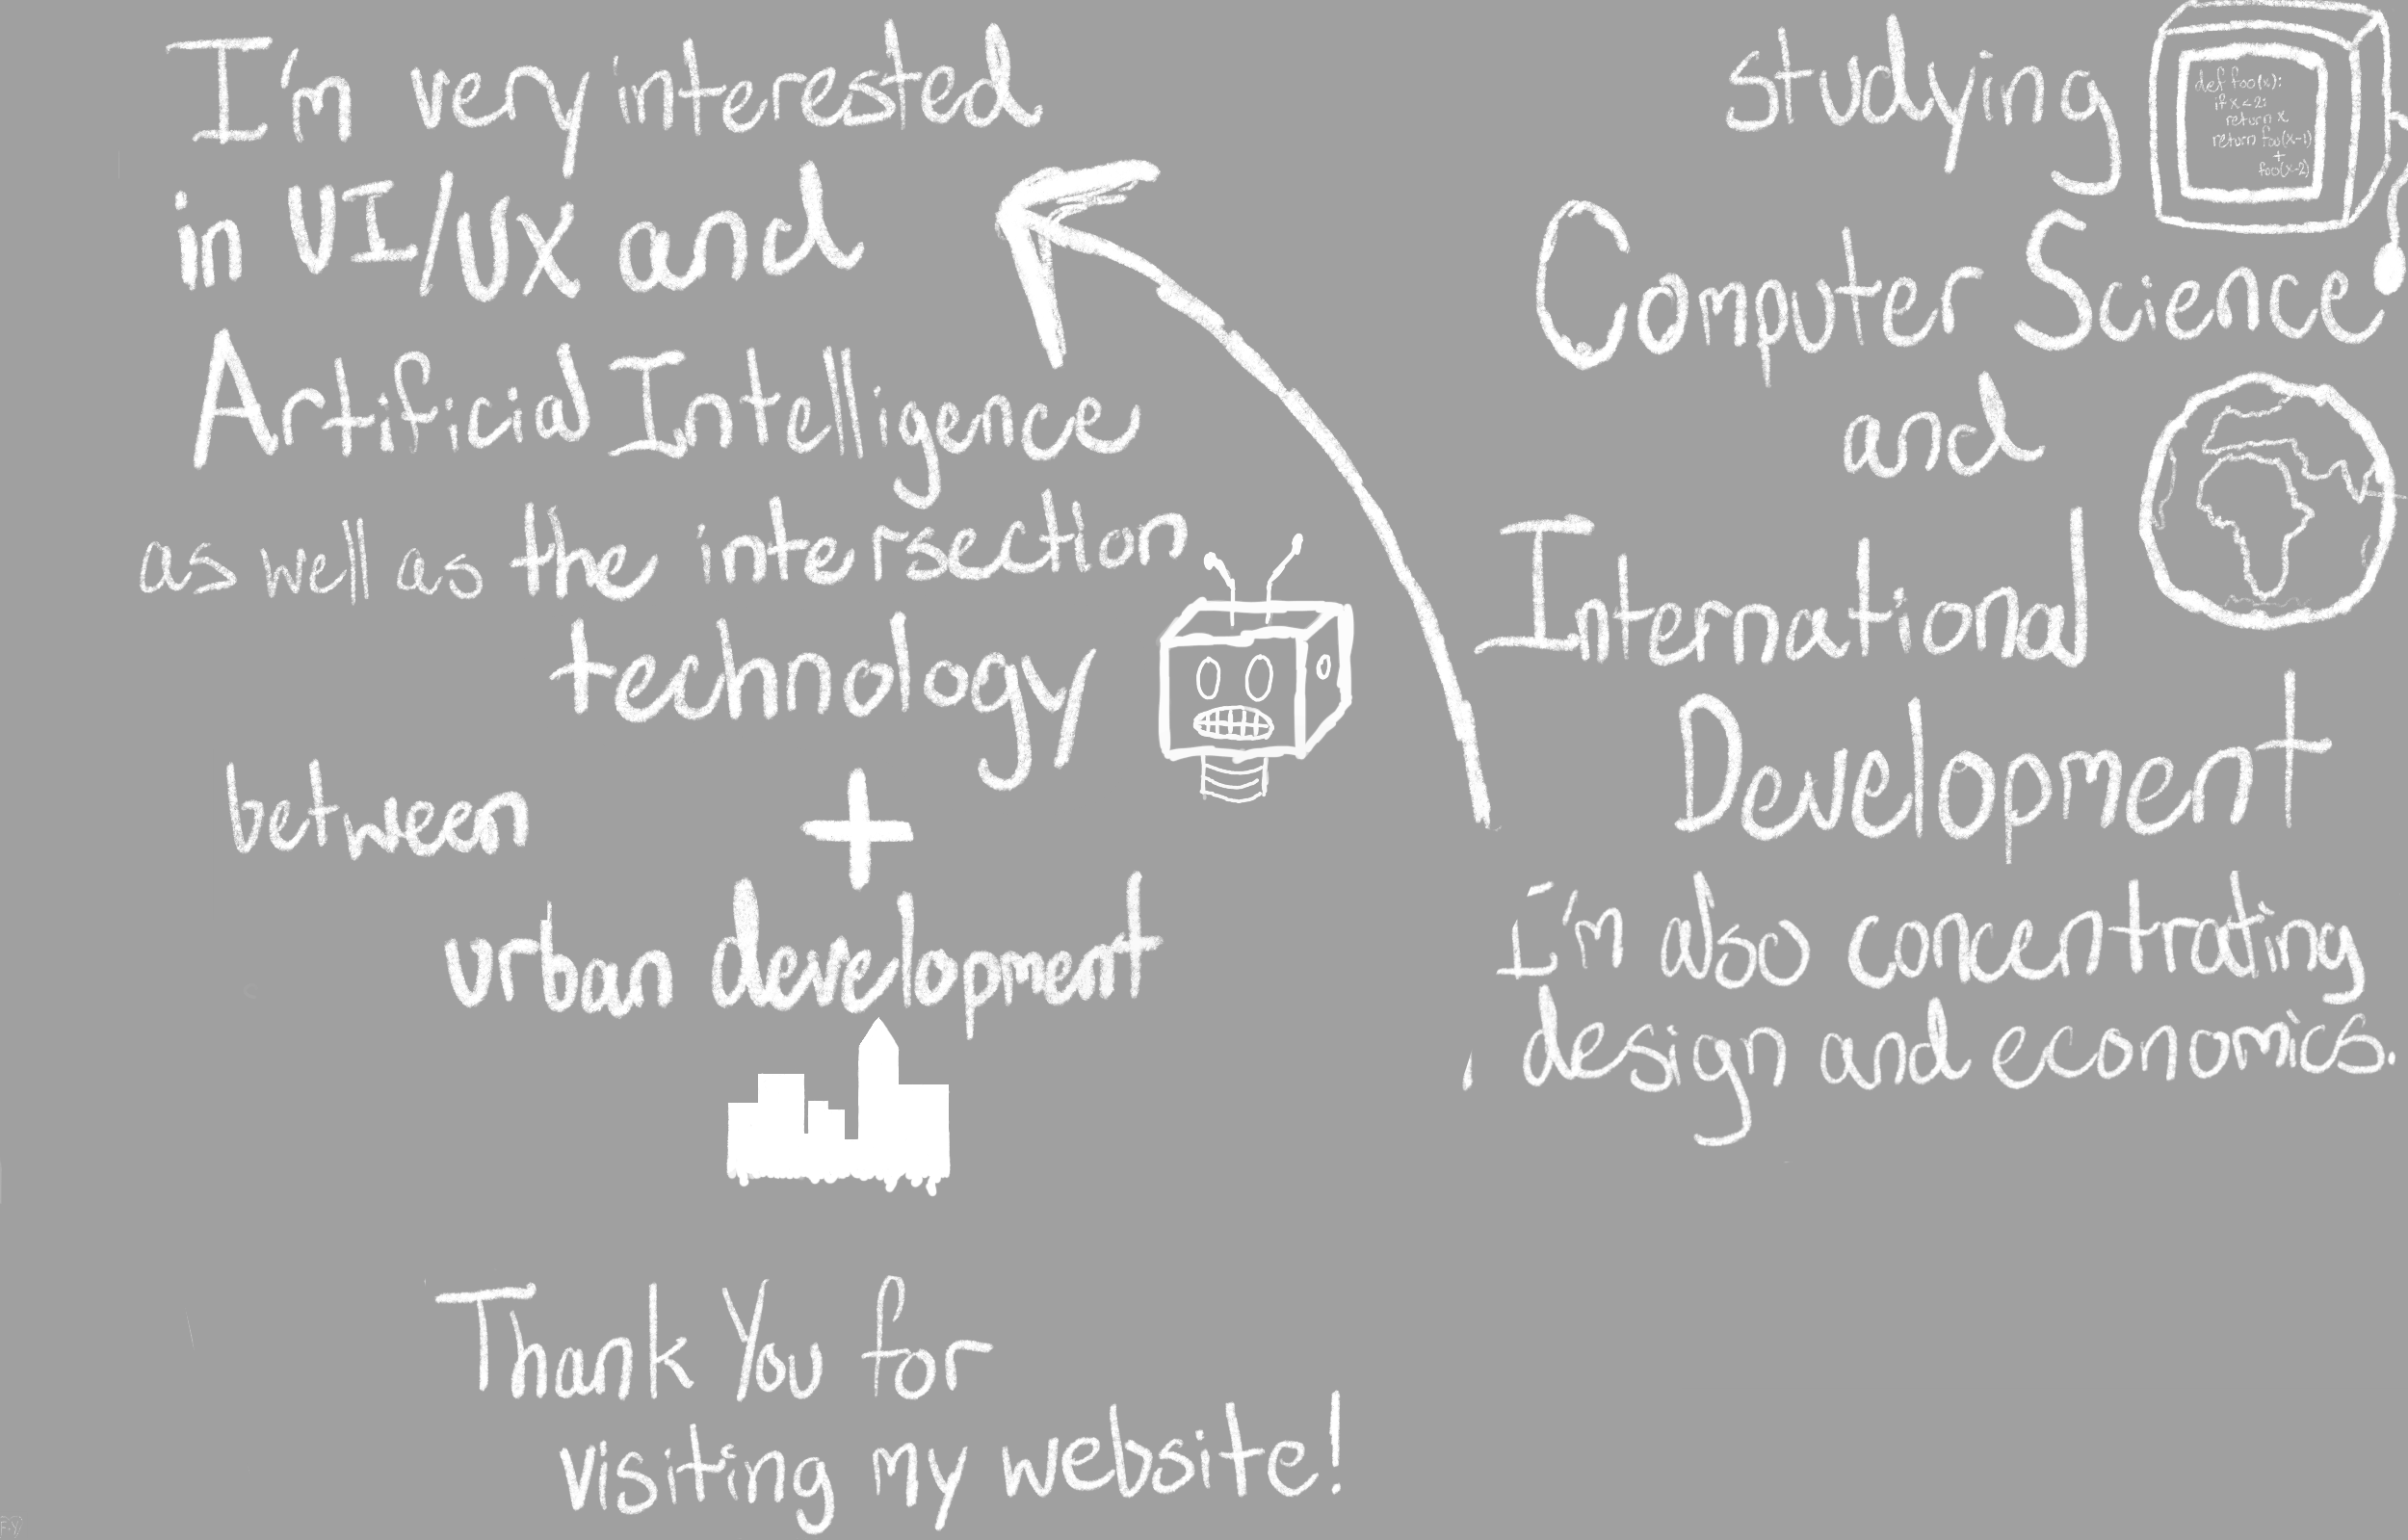 Studying
def foo(x):
if x < 2:
return x
return foo(x-1)
+
foo(x-2)
Computer Science
and
International
Development
I'm also concentrating
design and economics.
I'm very interested
in UI/UX and
Artificial Intelligence
as well as the intersection
technology
between +
urban development
Thank You for
visiting my website!